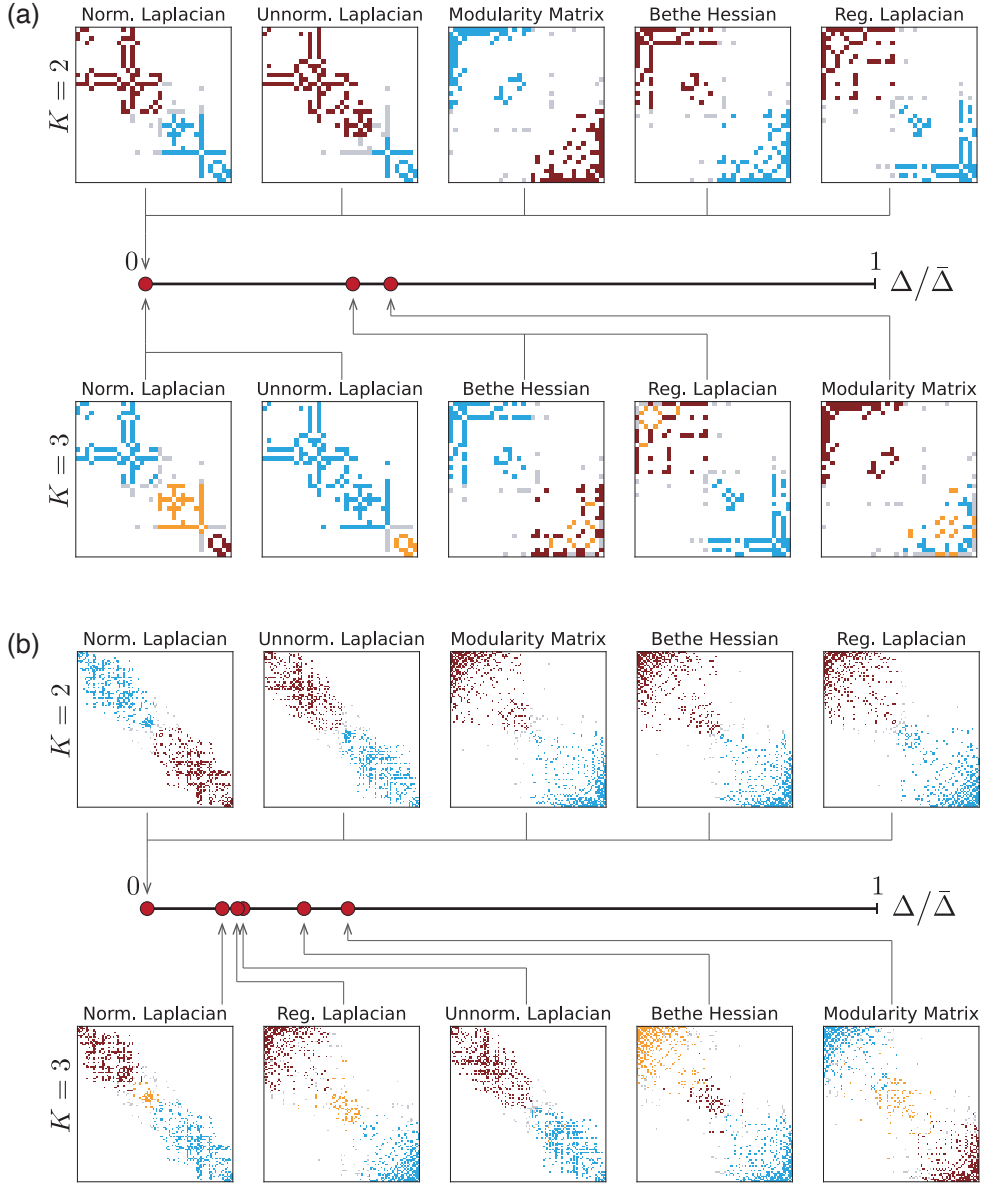 (a)
Norm. Laplacian Unnorm. Laplacian Modularity Matrix Bethe Hessian Reg. Laplacian
K = 2
0 1 Δ/Δ̄
Norm. Laplacian Unnorm. Laplacian Bethe Hessian Reg. Laplacian Modularity Matrix
K = 3
(b)
Norm. Laplacian Unnorm. Laplacian Modularity Matrix Bethe Hessian Reg. Laplacian
K = 2
0 1 Δ/Δ̄
Norm. Laplacian Reg. Laplacian Unnorm. Laplacian Bethe Hessian Modularity Matrix
K = 3